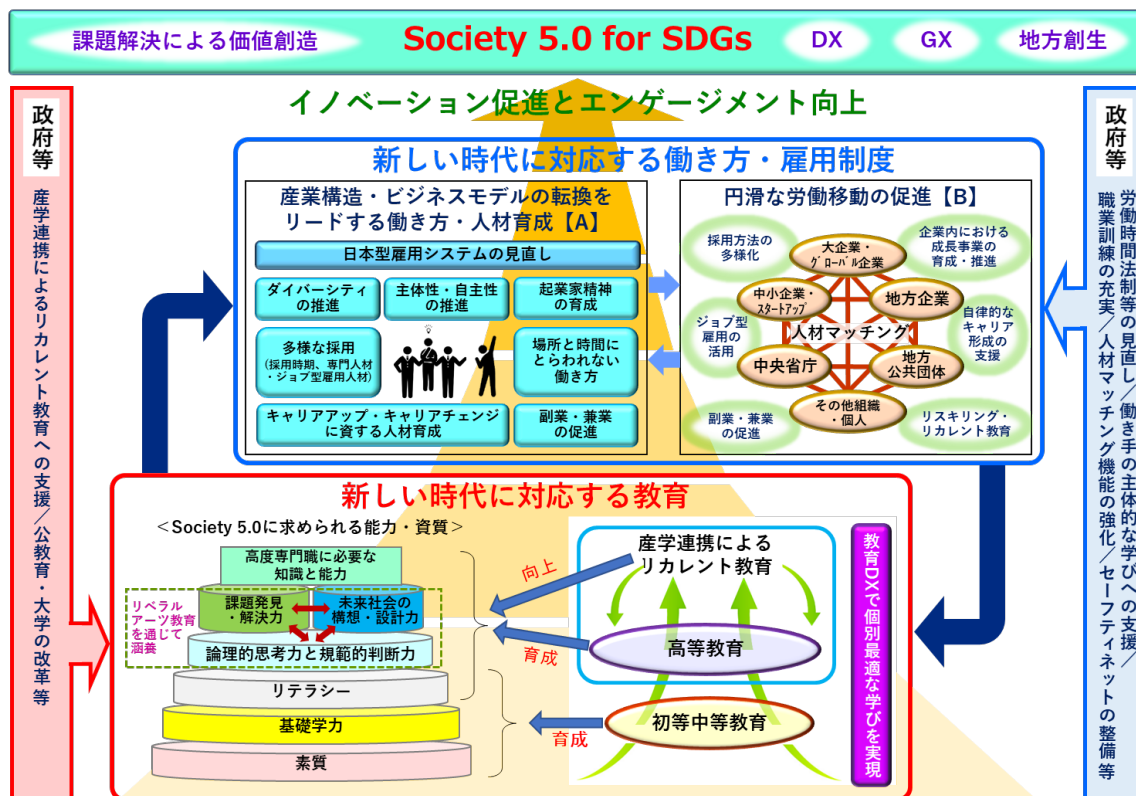 課題解決による価値創造
Society 5.0 for SDGs
DX
GX
地方創生
イノベーション促進とエンゲージメント向上
政府等
産学連携によるリカレント教育への支援／公教育・大学の改革 等
新しい時代に対応する働き方・雇用制度
産業構造・ビジネスモデルの転換を
リードする働き方・人材育成【A】
日本型雇用システムの見直し
ダイバーシティ
の推進
主体性・自主性
の推進
起業家精神
の育成
多様な採用
(採用時期、専門人材
・ジョブ型雇用人材)
場所と時間に
とらわれない
働き方
キャリアアップ・キャリアチェンジ
に資する人材育成
副業・兼業
の促進
円滑な労働移動の促進【B】
採用方法の
多様化
大企業・
グローバル企業
企業内における
成長事業の
育成・推進
中小企業・
スタートアップ
地方企業
ジョブ型
雇用の
活用
人材マッチング
自律的な
キャリア
形成の
支援
中央省庁
地方
公共団体
その他組織
・個人
副業・兼業
の促進
リスキリング・
リカレント教育
政府等
労働時間法制等の見直し／働き手の主体的な学びへの支援／
職業訓練の充実／人材マッチング機能の強化／セーフティネットの整備 等
新しい時代に対応する教育
＜Society 5.0に求められる能力・資質＞
高度専門職に必要な
知識と能力
リベラル
アーツ教育
を通じて
涵養
課題発見
・解決力
未来社会の
構想・設計力
論理的思考力と規範的判断力
リテラシー
基礎学力
素質
向上
育成
育成
産学連携による
リカレント教育
高等教育
初等中等教育
教育DXで個別最適な学びを実現